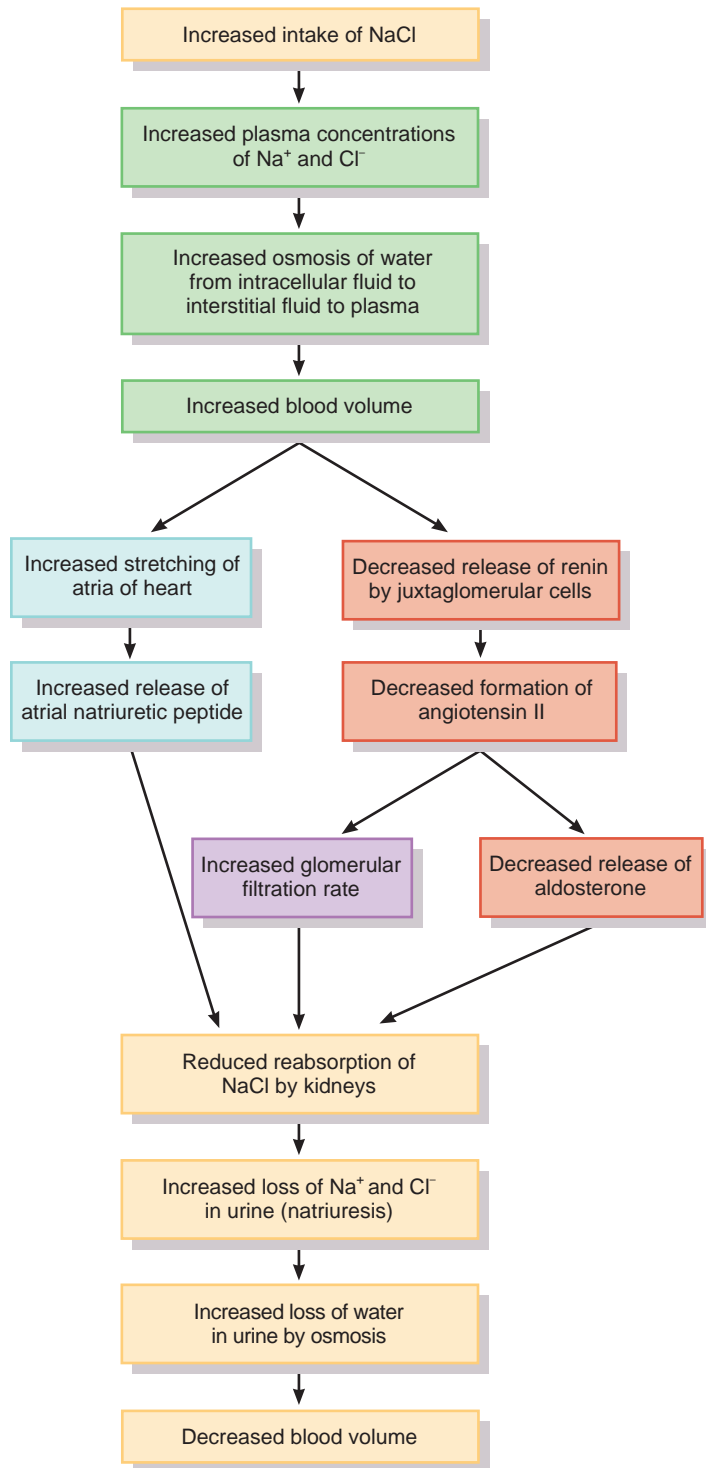 Increased intake of NaCl
Increased plasma concentrations
of Na⁺ and Cl⁻
Increased osmosis of water
from intracellular fluid to
interstitial fluid to plasma
Increased blood volume
Increased stretching of
atria of heart
Decreased release of renin
by juxtaglomerular cells
Increased release of
atrial natriuretic peptide
Decreased formation of
angiotensin II
Increased glomerular
filtration rate
Decreased release of
aldosterone
Reduced reabsorption of
NaCl by kidneys
Increased loss of Na⁺ and Cl⁻
in urine (natriuresis)
Increased loss of water
in urine by osmosis
Decreased blood volume